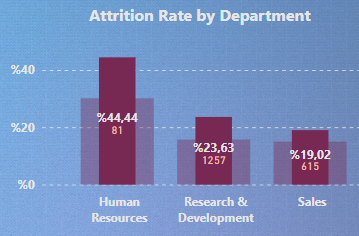 Attrition Rate by Department
%40
%20
%0
%44,44
81
%23,63
1257
%19,02
615
Human
Resources
Research &
Development
Sales